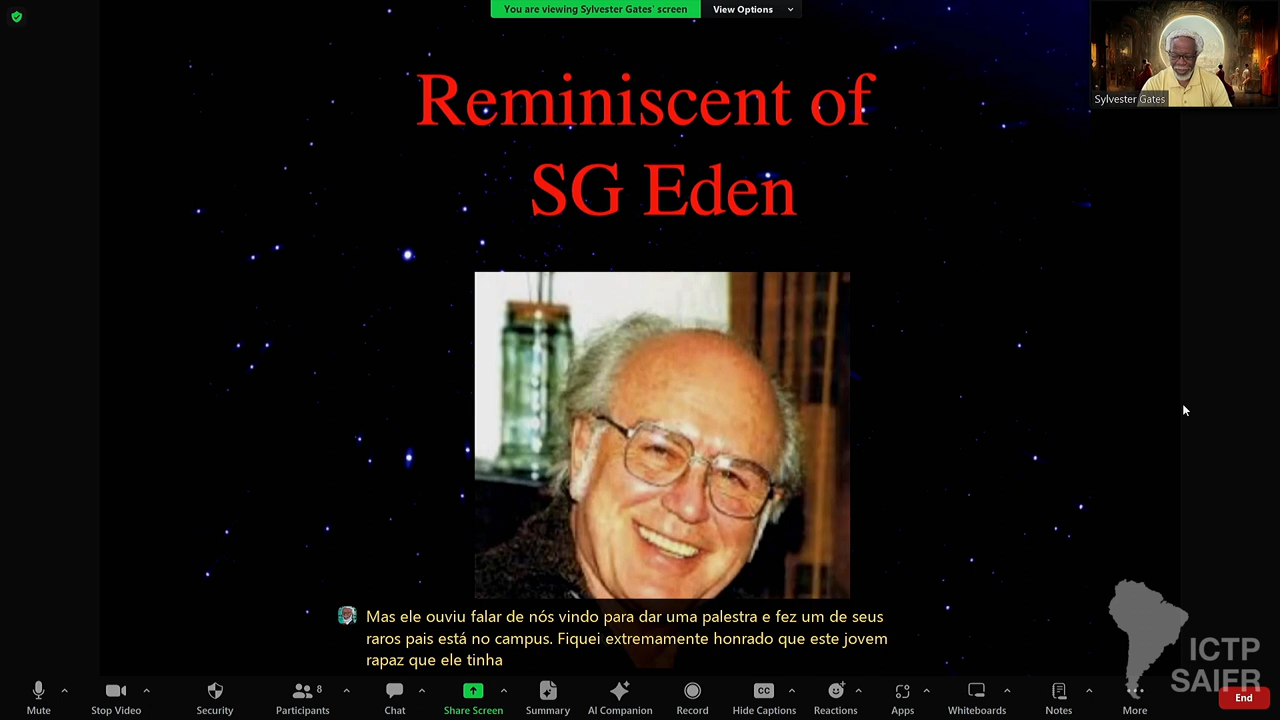 You are viewing Sylvester Gates' screen
View Options
Sylvester Gates
Reminiscent of
SG Eden
Mas ele ouviu falar de nós vindo para dar uma palestra e fez um de seus
raros pais está no campus. Fiquei extremamente honrado que este jovem
rapaz que ele tinha
ICTP
SAIFR
8
Mute
Stop Video
Security
Participants
Chat
Share Screen
Summary
AI Companion
Record
CC
Hide Captions
Reactions
Apps
Whiteboards
Notes
More
End